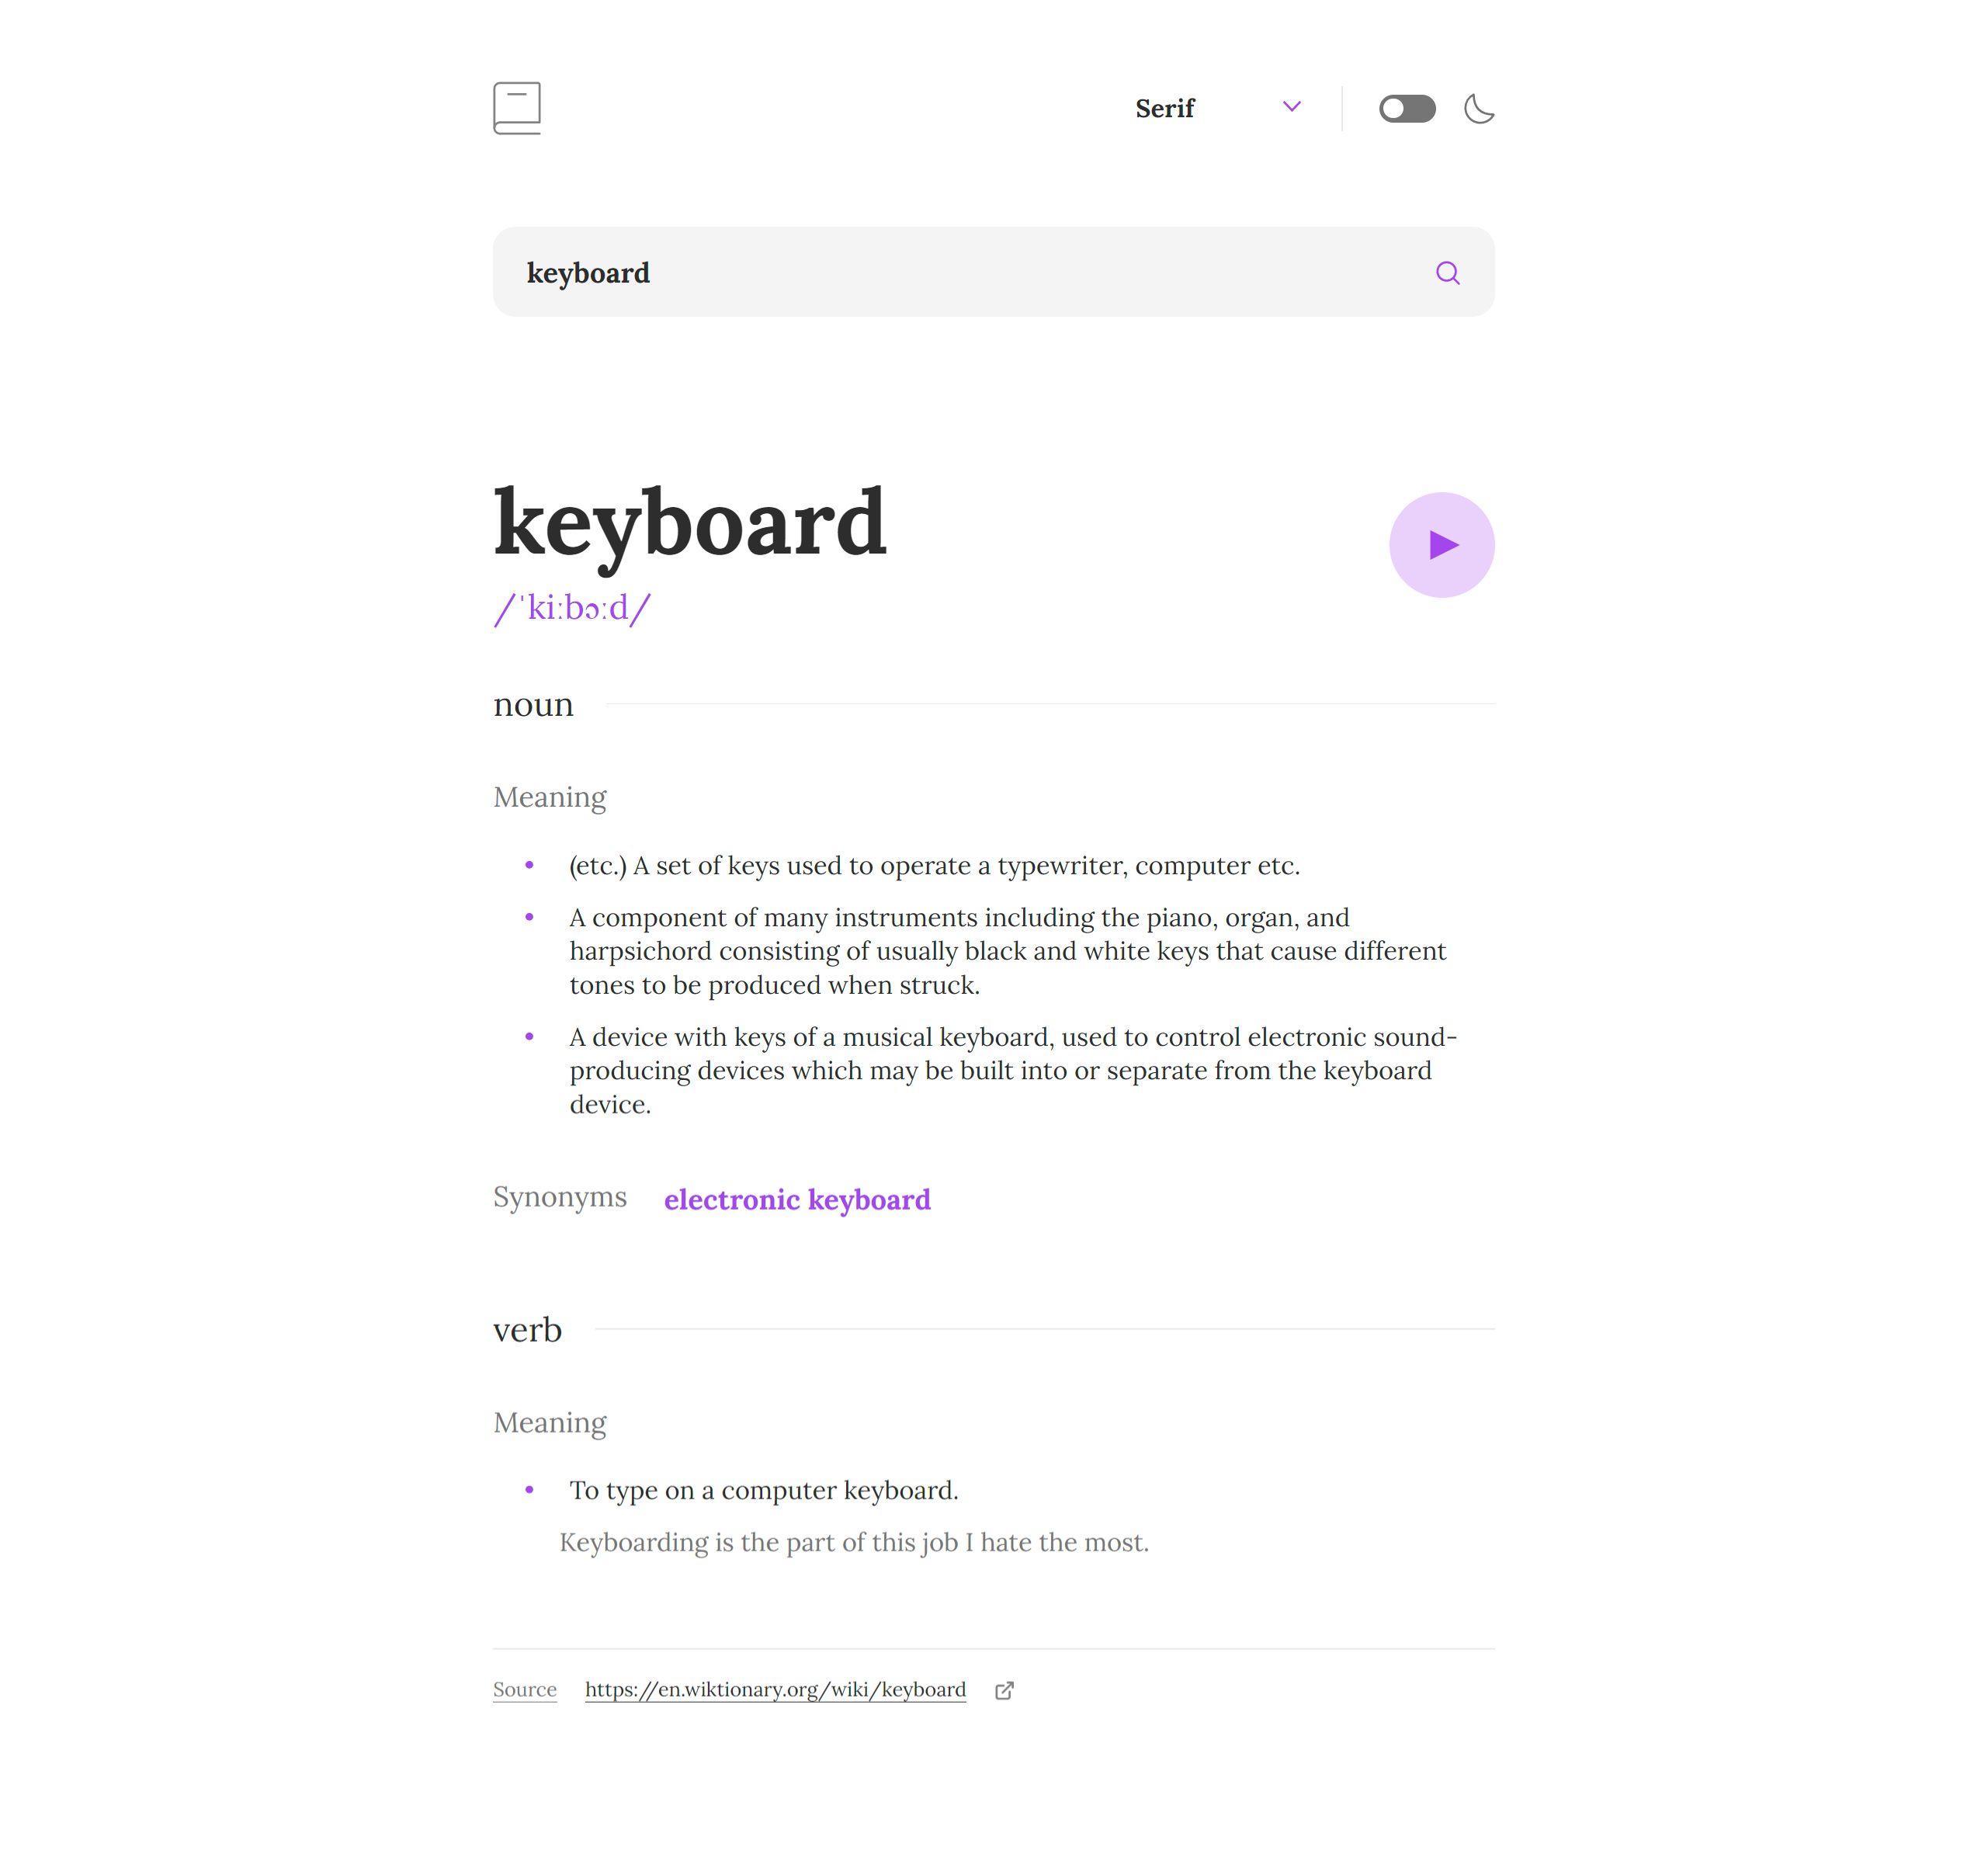 Serif
keyboard
keyboard
/ˈkiːbɔːd/
noun
Meaning
(etc.) A set of keys used to operate a typewriter, computer etc.
A component of many instruments including the piano, organ, and
harpsichord consisting of usually black and white keys that cause different
tones to be produced when struck.
A device with keys of a musical keyboard, used to control electronic sound-
producing devices which may be built into or separate from the keyboard
device.
Synonyms electronic keyboard
verb
Meaning
To type on a computer keyboard.
Keyboarding is the part of this job I hate the most.
Source https://en.wiktionary.org/wiki/keyboard